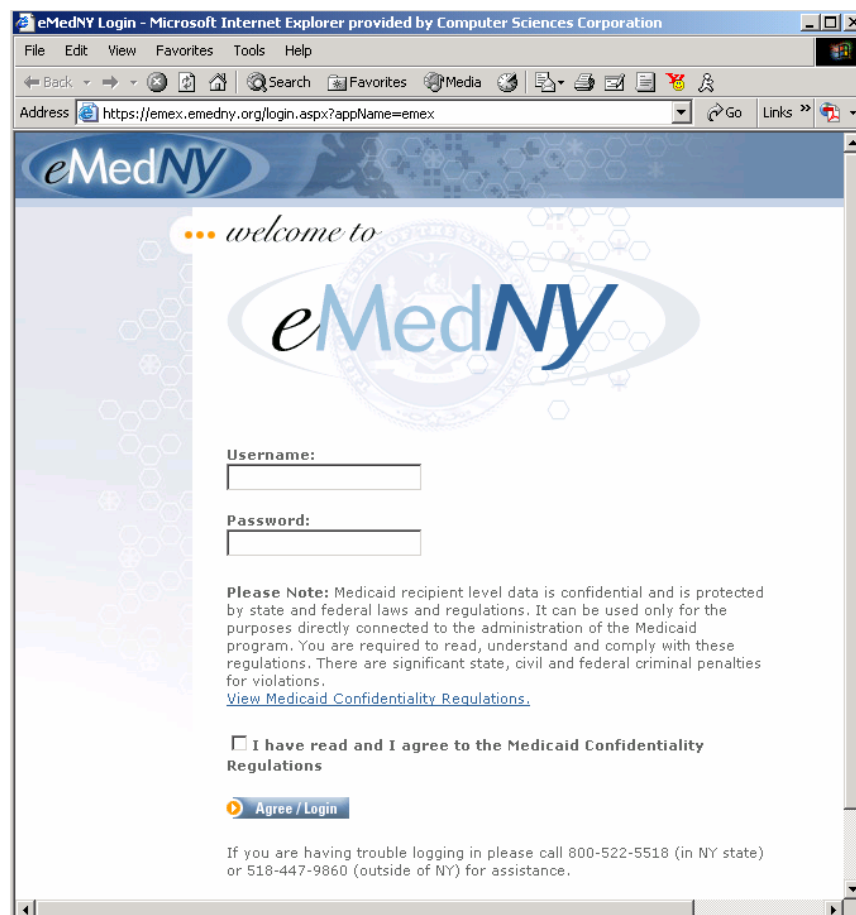 eMedNY Login - Microsoft Internet Explorer provided by Computer Sciences Corporation
File Edit View Favorites Tools Help
Back Search Favorites Media
Address https://emex.emedny.org/login.aspx?appName=emex Go Links »
eMedNY
welcome to
eMedNY
Username:
Password:
Please Note: Medicaid recipient level data is confidential and is protected
by state and federal laws and regulations. It can be used only for the
purposes directly connected to the administration of the Medicaid
program. You are required to read, understand and comply with these
regulations. There are significant state, civil and federal criminal penalties
for violations.
View Medicaid Confidentiality Regulations.
I have read and I agree to the Medicaid Confidentiality
Regulations
Agree / Login
If you are having trouble logging in please call 800-522-5518 (in NY state)
or 518-447-9860 (outside of NY) for assistance.